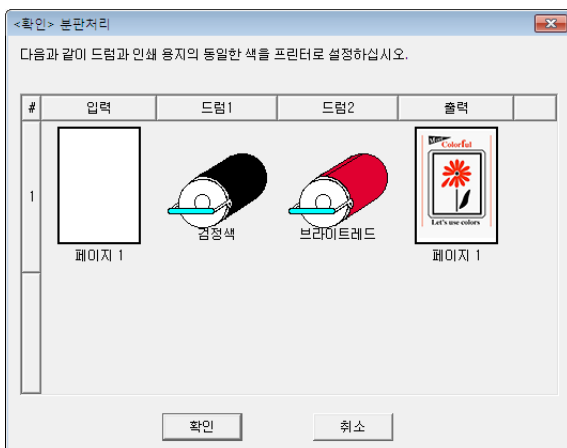 <확인> 분판처리
다음과 같이 드럼과 인쇄 용지의 동일한 색을 프린터로 설정하십시오.
# 입력 드럼1 드럼2 출력
1
Colorful
Let's use colors
검정색 브라이트레드
페이지 1 페이지 1
확인 취소